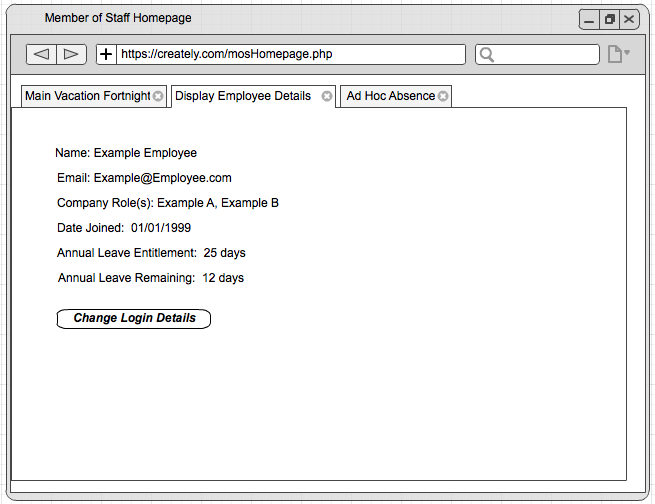 Member of Staff Homepage
https://creately.com/mosHomepage.php
Main Vacation Fortnight Display Employee Details Ad Hoc Absence
Name: Example Employee
Email: Example@Employee.com
Company Role(s): Example A, Example B
Date Joined: 01/01/1999
Annual Leave Entitlement: 25 days
Annual Leave Remaining: 12 days
Change Login Details